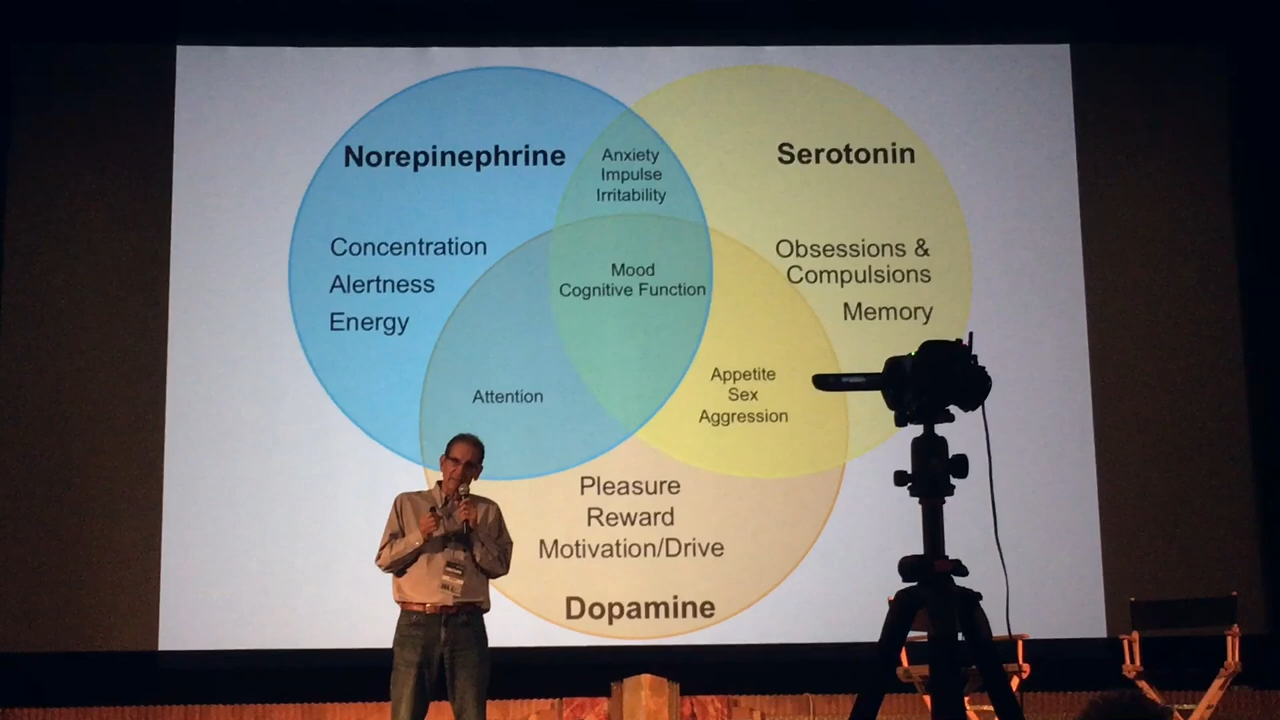 Norepinephrine
Concentration
Alertness
Energy
Anxiety
Impulse
Irritability
Serotonin
Obsessions &
Compulsions
Memory
Mood
Cognitive Function
Attention
Appetite
Sex
Aggression
Pleasure
Reward
Motivation/Drive
Dopamine